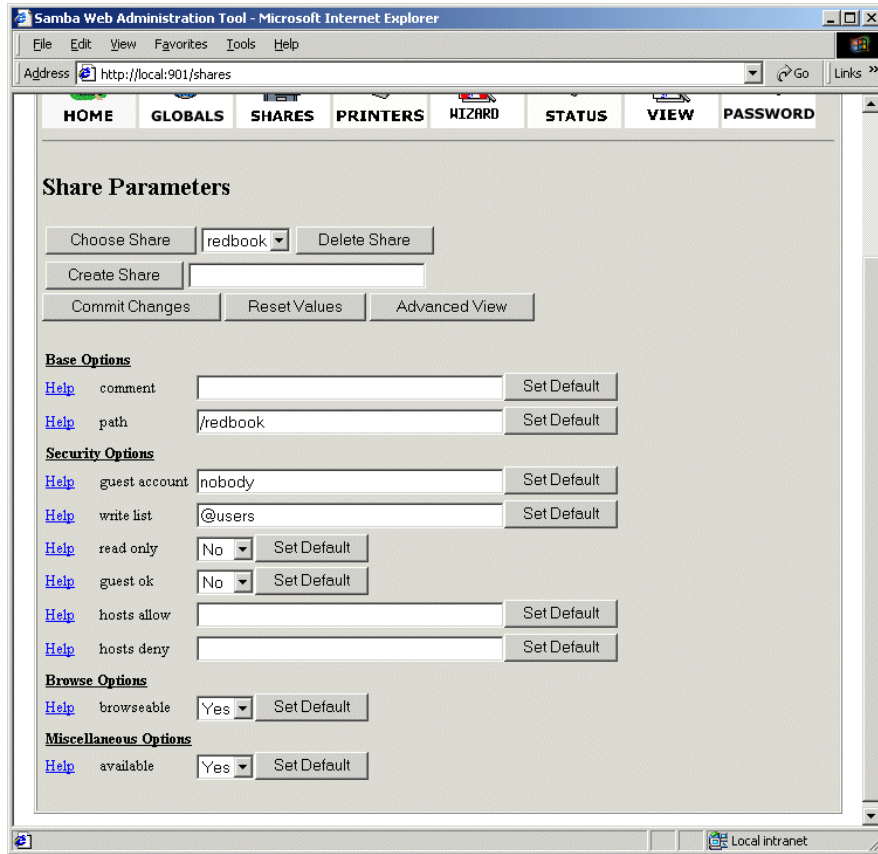 Samba Web Administration Tool - Microsoft Internet Explorer
File Edit View Favorites Tools Help
Address http://local:901/shares Go Links »
HOME GLOBALS SHARES PRINTERS WIZARD STATUS VIEW PASSWORD
Share Parameters
Choose Share redbook Delete Share
Create Share
Commit Changes Reset Values Advanced View
Base Options
Help comment Set Default
Help path /redbook Set Default
Security Options
Help guest account nobody Set Default
Help write list @users Set Default
Help read only No Set Default
Help guest ok No Set Default
Help hosts allow Set Default
Help hosts deny Set Default
Browse Options
Help browseable Yes Set Default
Miscellaneous Options
Help available Yes Set Default
Local intranet